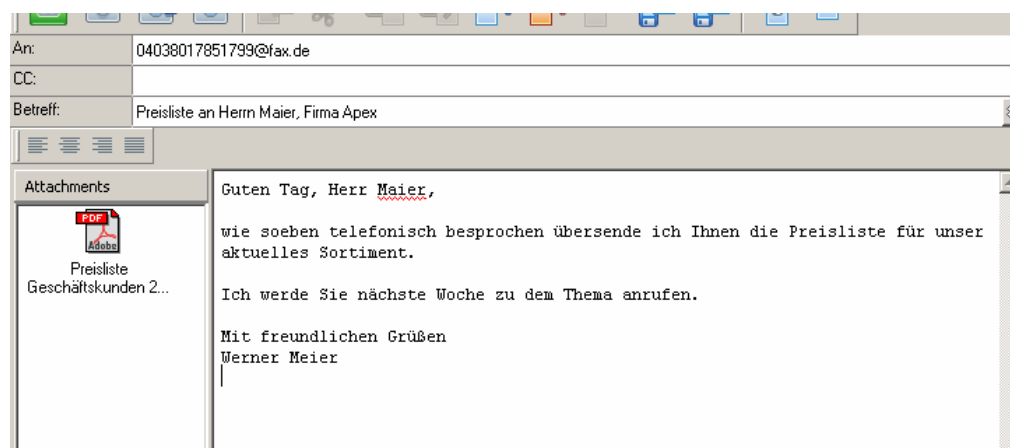 An: 04038017851799@fax.de
CC:
Betreff: Preisliste an Herrn Maier, Firma Apex
Attachments
PDF
Adobe
Preisliste
Geschäftskunden 2...
Guten Tag, Herr Maier,
wie soeben telefonisch besprochen übersende ich Ihnen die Preisliste für unser
aktuelles Sortiment.
Ich werde Sie nächste Woche zu dem Thema anrufen.
Mit freundlichen Grüßen
Werner Meier